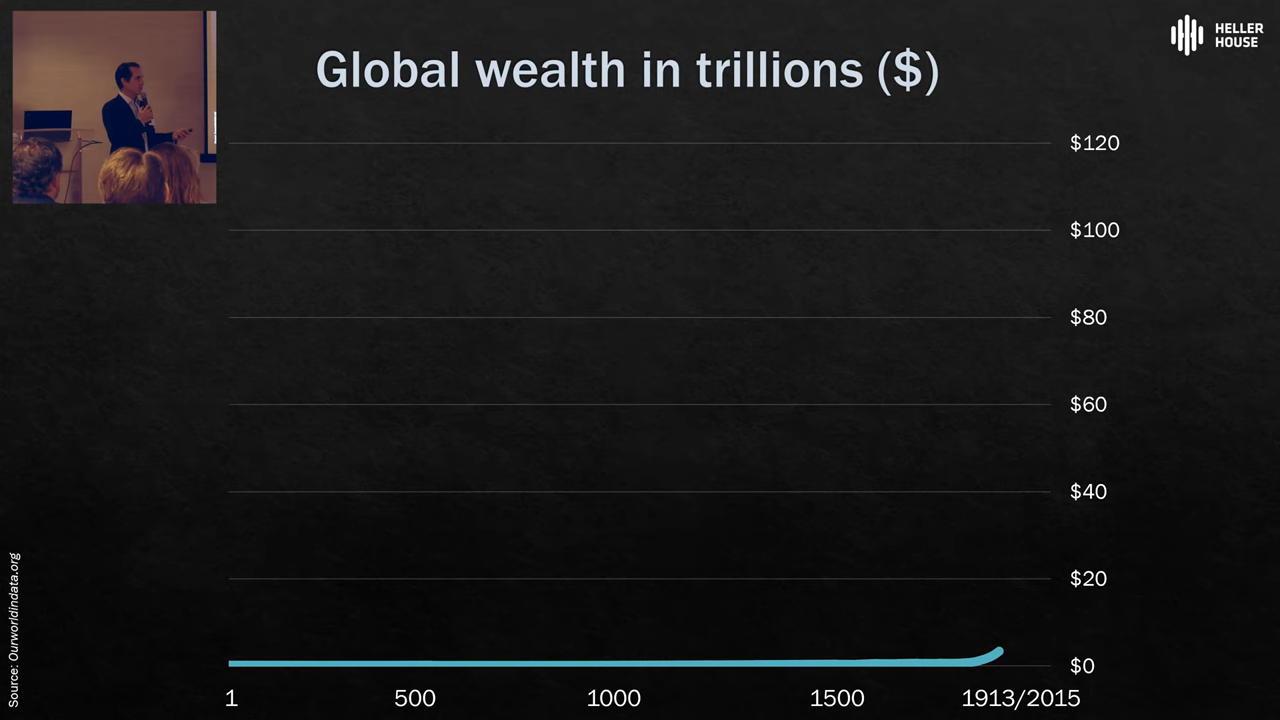 HELLER
HOUSE
Global wealth in trillions ($)
$120
$100
$80
$60
$40
$20
$0
1 500 1000 1500 1913/2015
Source: Ourworldindata.org